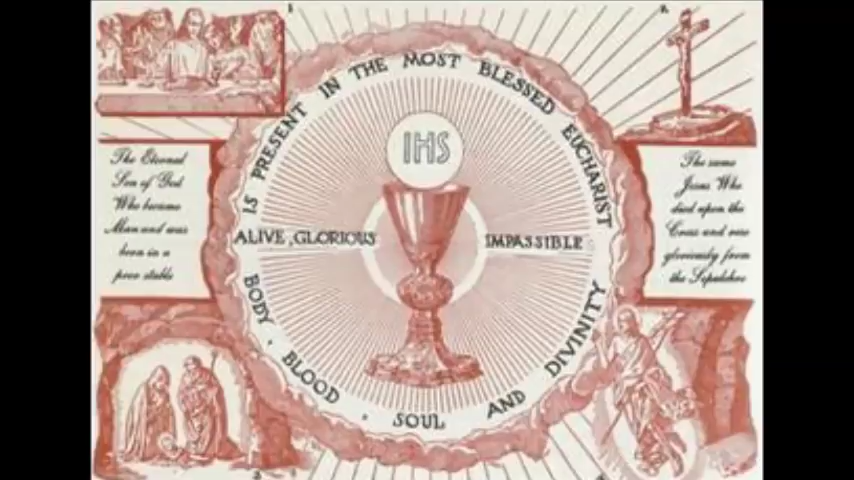 1.
The Eternal
Son of God
Who became
Man and was
born in a
poor stable
IS PRESENT IN THE MOST BLESSED EUCHARIST
IHS
ALIVE, GLORIOUS IMPASSIBLE
BODY . BLOOD . SOUL AND DIVINITY
The same
Jesus Who
died upon the
Cross and rose
gloriously from
the Sepulchre